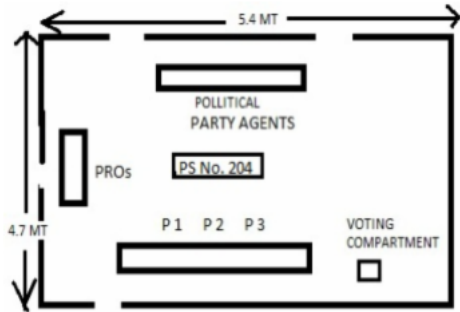 5.4 MT
POLLITICAL
PARTY AGENTS
PROs
PS No. 204
4.7 MT
P 1 P 2 P 3
VOTING
COMPARTMENT